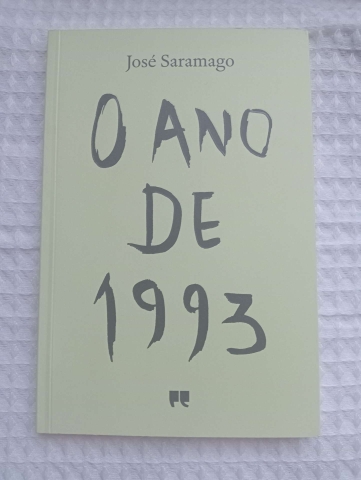 José Saramago
O ANO
DE
1993